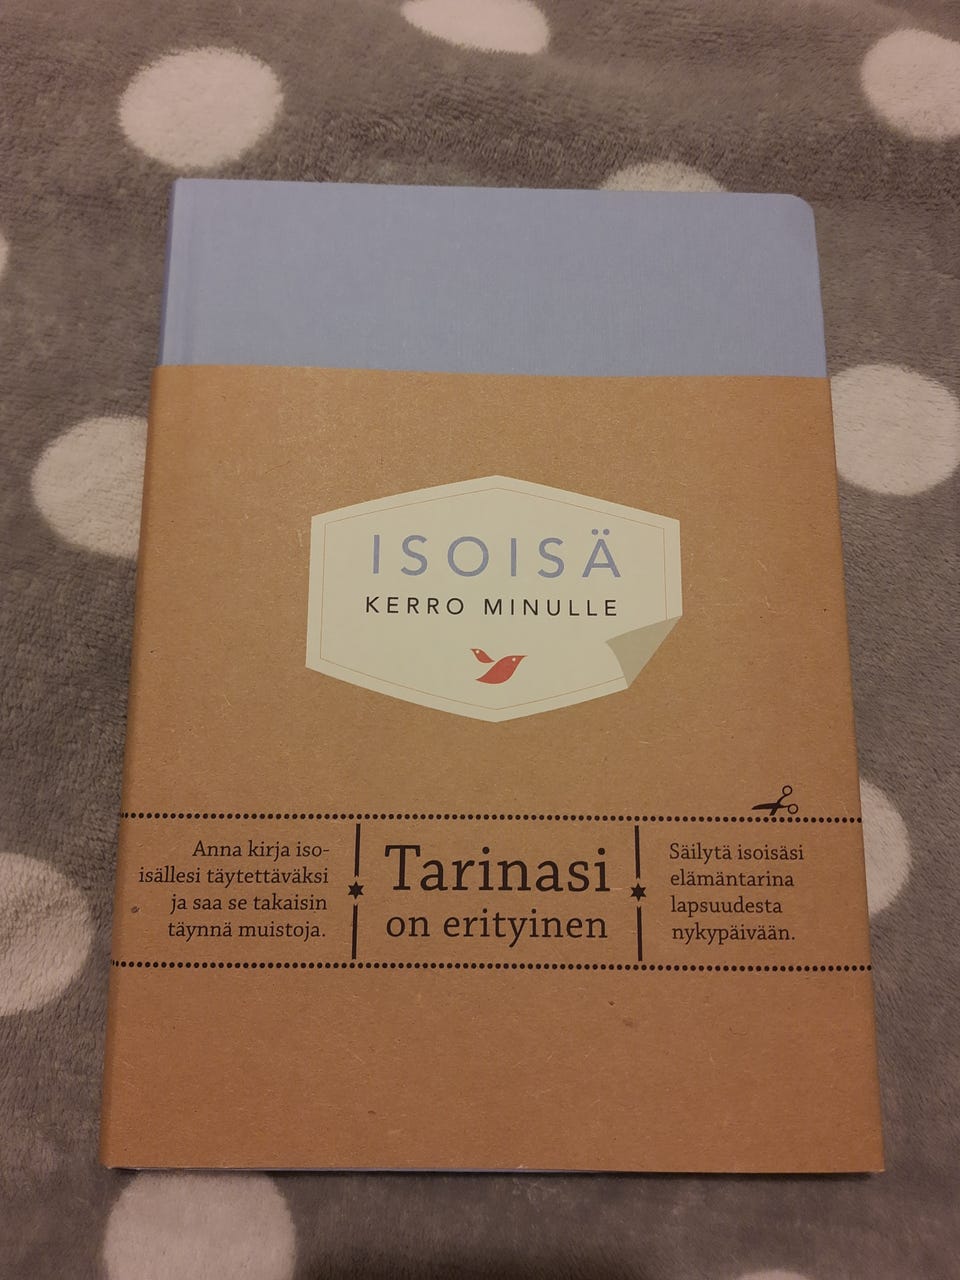 ISOISÄ
KERRO MINULLE
Anna kirja iso-
isällesi täytettäväksi
ja saa se takaisin
täynnä muistoja.
Tarinasi
on erityinen
Säilytä isoisäsi
elämäntarina
lapsuudesta
nykypäivään.